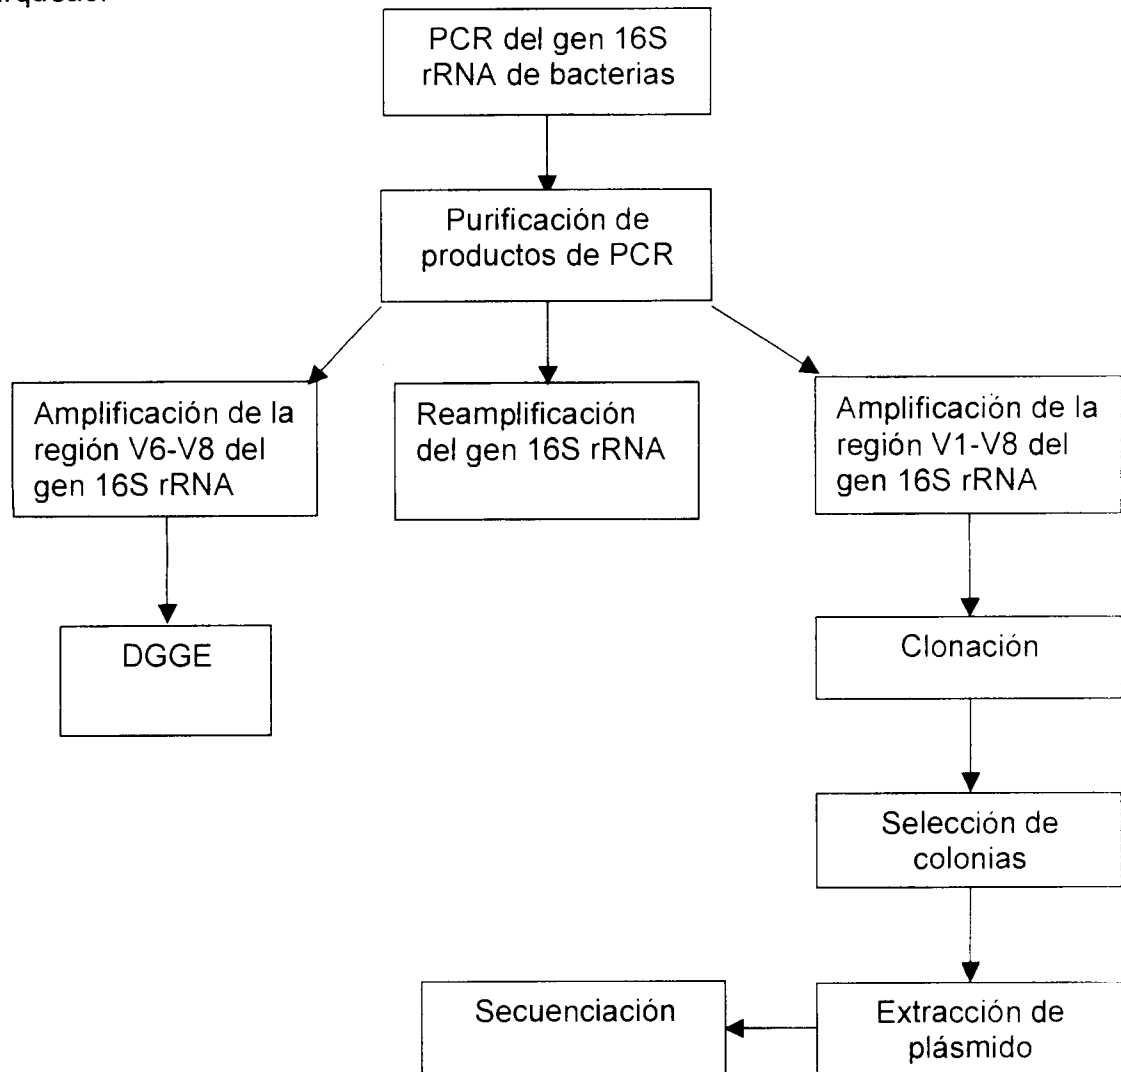 PCR del gen 16S
rRNA de bacterias
Purificación de
productos de PCR
Amplificación de la
región V6-V8 del
gen 16S rRNA
Reamplificación
del gen 16S rRNA
Amplificación de la
región V1-V8 del
gen 16S rRNA
DGGE
Clonación
Selección de
colonias
Secuenciación
Extracción de
plásmido